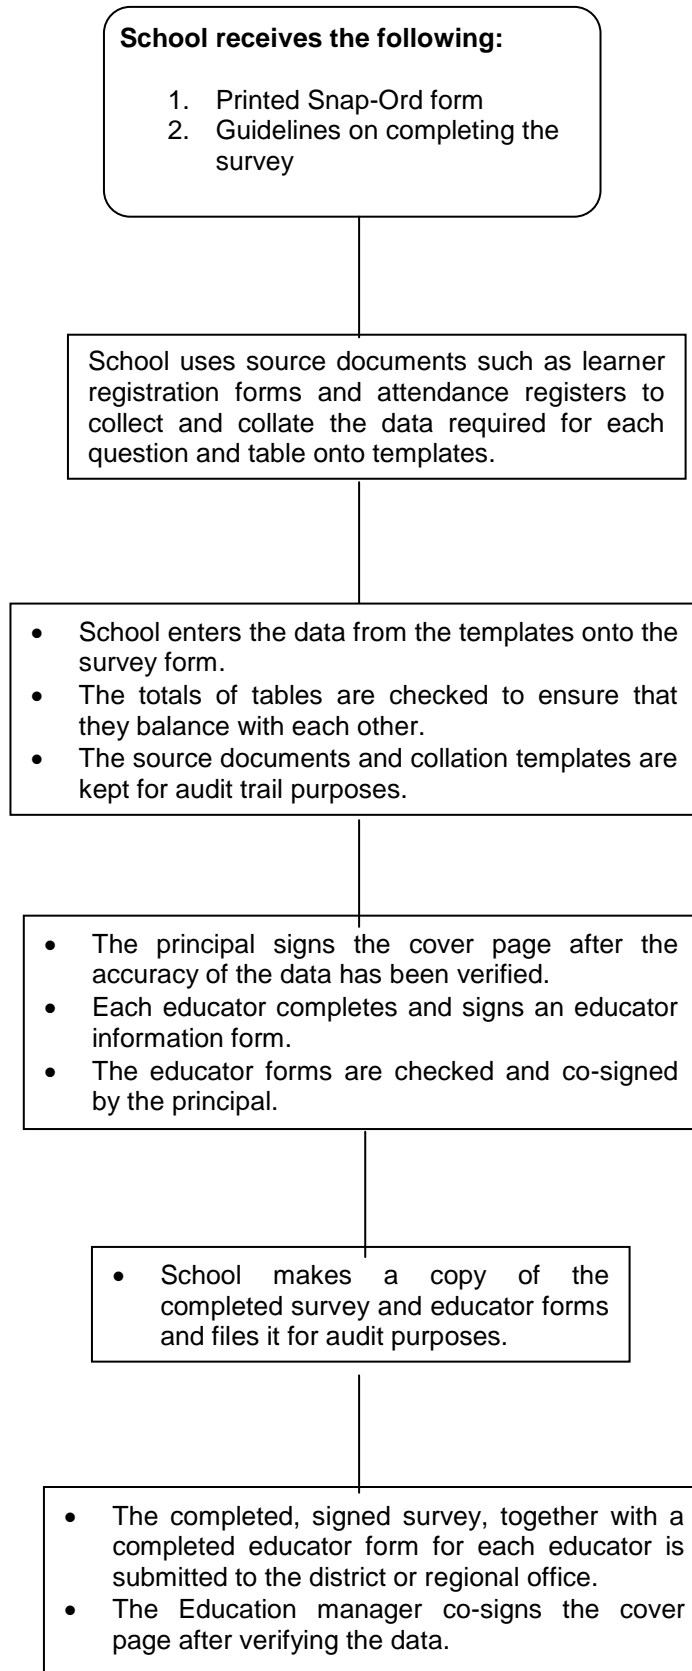 School receives the following:
1. Printed Snap-Ord form
2. Guidelines on completing the
survey
School uses source documents such as learner
registration forms and attendance registers to
collect and collate the data required for each
question and table onto templates.
• School enters the data from the templates onto the
survey form.
• The totals of tables are checked to ensure that
they balance with each other.
• The source documents and collation templates are
kept for audit trail purposes.
• The principal signs the cover page after the
accuracy of the data has been verified.
• Each educator completes and signs an educator
information form.
• The educator forms are checked and co-signed
by the principal.
• School makes a copy of the
completed survey and educator forms
and files it for audit purposes.
• The completed, signed survey, together with a
completed educator form for each educator is
submitted to the district or regional office.
• The Education manager co-signs the cover
page after verifying the data.